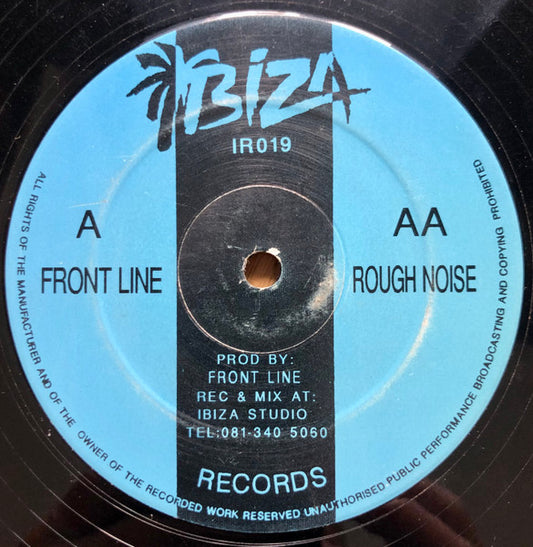 IBIZA
IR019
A
FRONT LINE
AA
ROUGH NOISE
PROD BY:
FRONT LINE
REC & MIX AT:
IBIZA STUDIO
TEL:081-340 5060
RECORDS
ALL RIGHTS OF THE MANUFACTURER AND OF THE OWNER OF THE RECORDED WORK RESERVED UNAUTHORISED PUBLIC PERFORMANCE BROADCASTING AND COPYING PROHIBITED